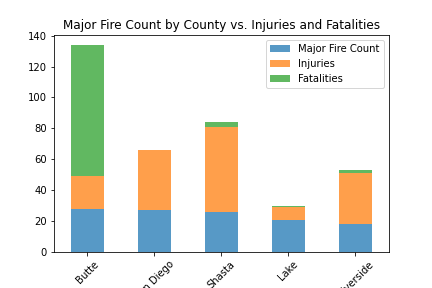 Major Fire Count by County vs. Injuries and Fatalities
140
120
100
80
60
40
20
0
Major Fire Count
Injuries
Fatalities
Butte
Diego
Shasta
Lake